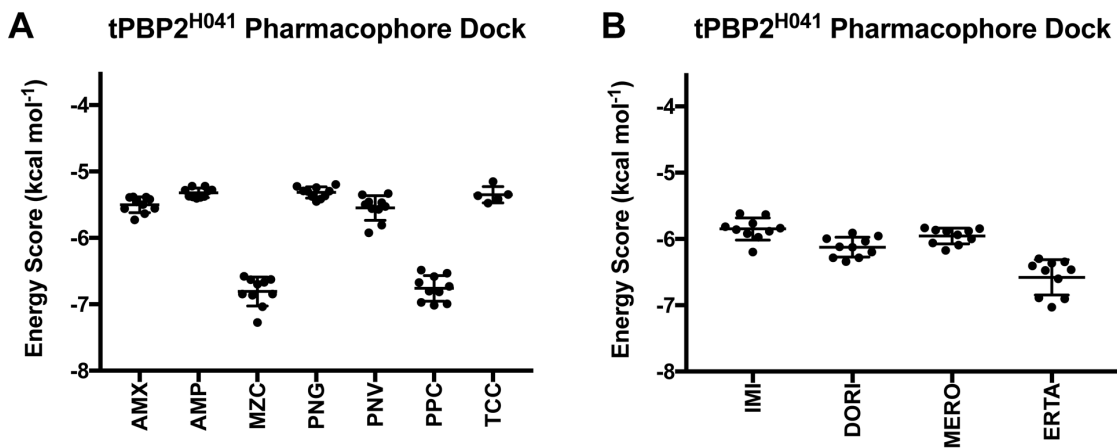 A
tPBP2H041 Pharmacophore Dock
Energy Score (kcal mol-1)
-4
-5
-6
-7
-8
AMX
AMP
MZC
PNG
PNV
PPC
TCC
B
tPBP2H041 Pharmacophore Dock
Energy Score (kcal mol-1)
-4
-5
-6
-7
-8
IMI
DORI
MERO
ERTA